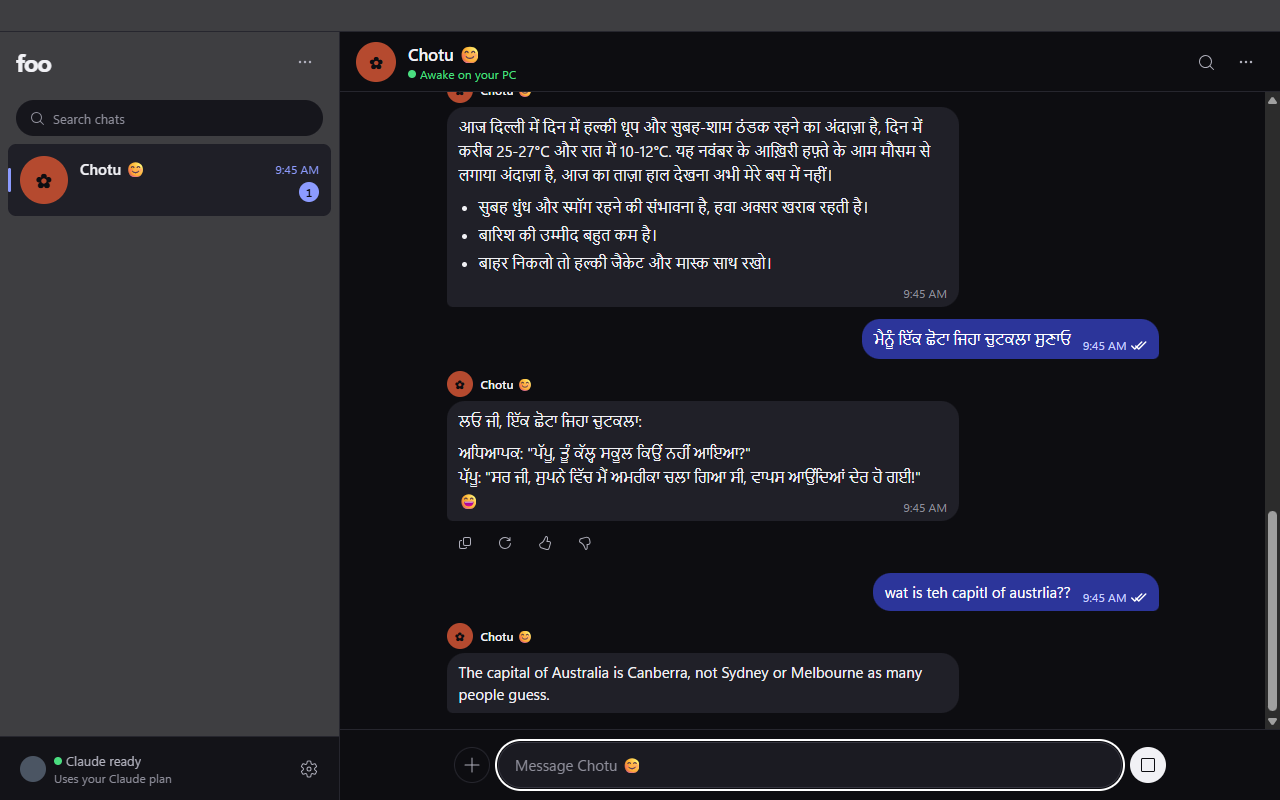 foo
Search chats
Chotu 😊
9:45 AM
1
Claude ready
Uses your Claude plan
Chotu 😊
Awake on your PC
Chotu 😊
आज दिल्ली में दिन में हल्की धूप और सुबह-शाम ठंडक रहने का अंदाज़ा है, दिन में
करीब 25-27°C और रात में 10-12°C. यह नवंबर के आख़िरी हफ़्ते के आम मौसम से
लगाया अंदाज़ा है, आज का ताज़ा हाल देखना अभी मेरे बस में नहीं।
• सुबह धुंध और स्मॉग रहने की संभावना है, हवा अक्सर खराब रहती है।
• बारिश की उम्मीद बहुत कम है।
• बाहर निकलो तो हल्की जैकेट और मास्क साथ रखो।
9:45 AM
ਮੈਨੂੰ ਇੱਕ ਛੋਟਾ ਜਿਹਾ ਚੁਟਕਲਾ ਸੁਣਾਓ 9:45 AM
Chotu 😊
ਲਓ ਜੀ, ਇੱਕ ਛੋਟਾ ਜਿਹਾ ਚੁਟਕਲਾ:
ਅਧਿਆਪਕ: "ਪੱਪੂ, ਤੂੰ ਕੱਲ੍ਹ ਸਕੂਲ ਕਿਉਂ ਨਹੀਂ ਆਇਆ?"
ਪੱਪੂ: "ਸਰ ਜੀ, ਸੁਪਨੇ ਵਿੱਚ ਮੈਂ ਅਮਰੀਕਾ ਚਲਾ ਗਿਆ ਸੀ, ਵਾਪਸ ਆਉਂਦਿਆਂ ਦੇਰ ਹੋ ਗਈ!"
😄
9:45 AM
wat is teh capitl of austrlia?? 9:45 AM
Chotu 😊
The capital of Australia is Canberra, not Sydney or Melbourne as many
people guess.
Message Chotu 😊